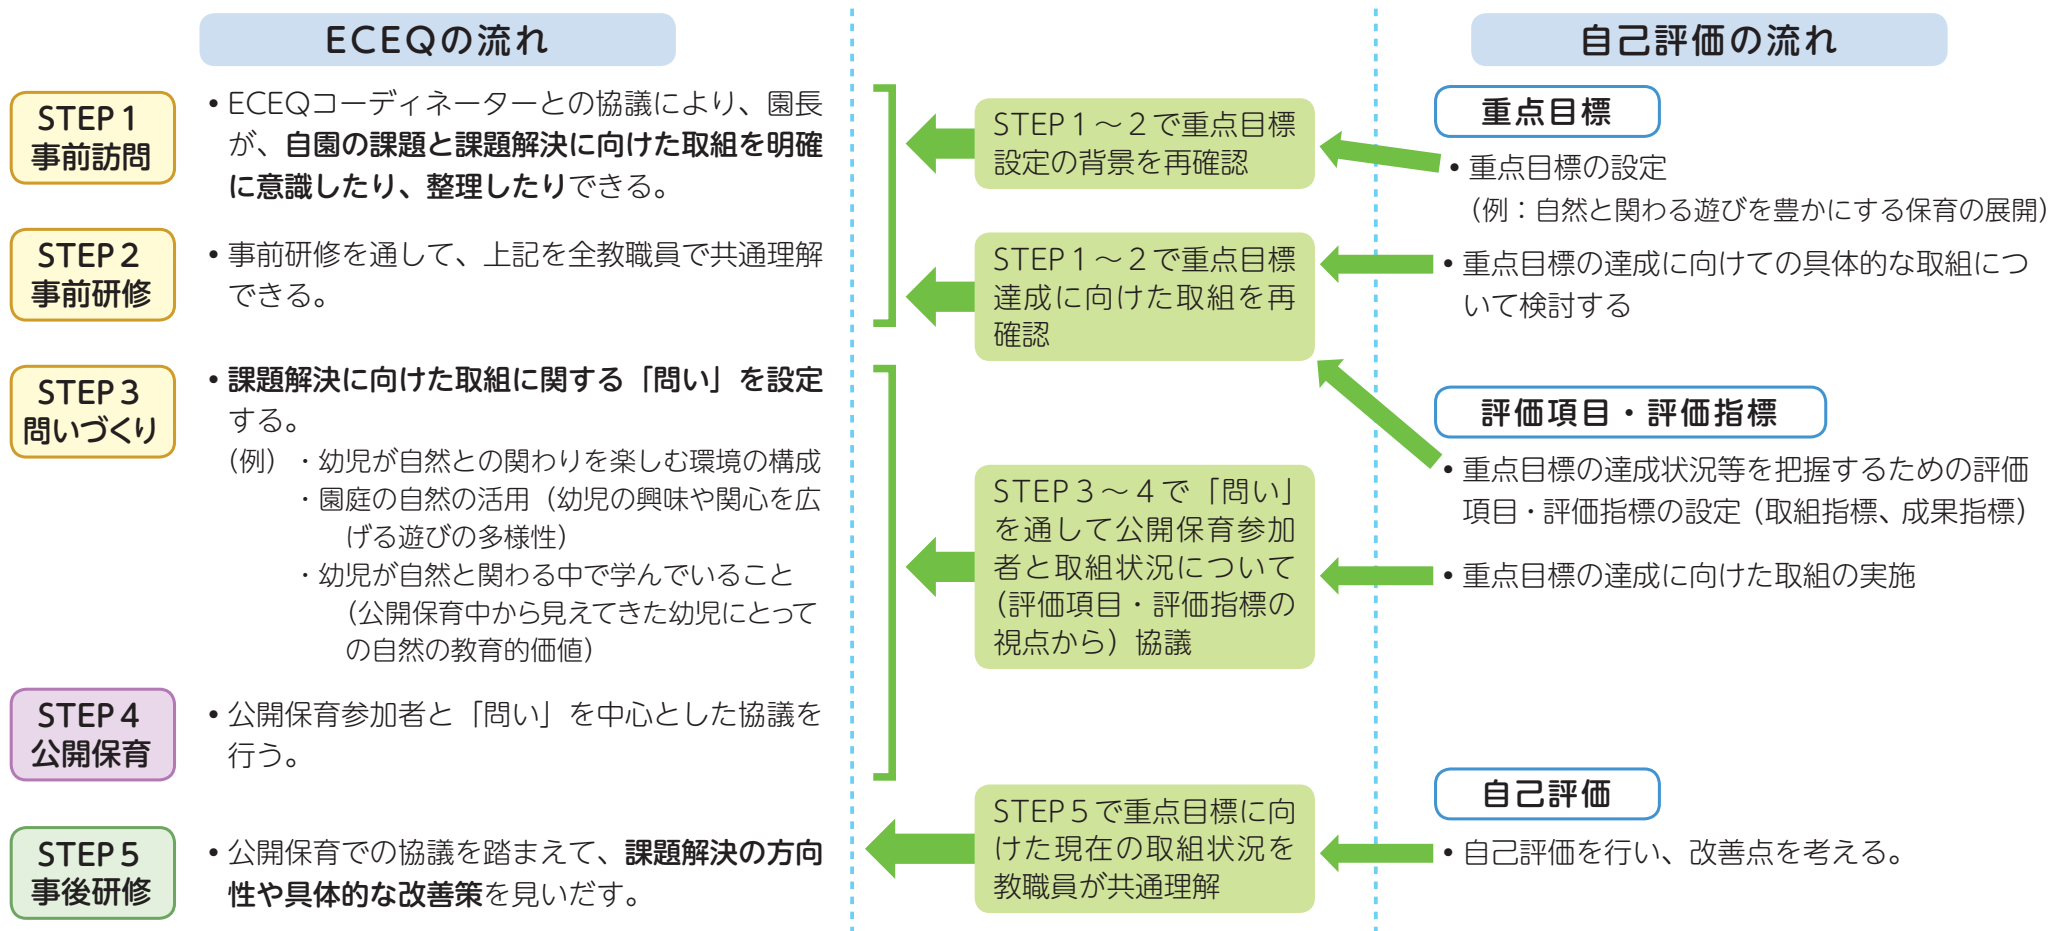 ECEQの流れ
STEP１
事前訪問
•ECEQコーディネーターとの協議により、園長
が、自園の課題と課題解決に向けた取組を明確
に意識したり、整理したりできる。
STEP２
事前研修
•事前研修を通して、上記を全教職員で共通理解
できる。
STEP３
問いづくり
•課題解決に向けた取組に関する「問い」を設定
する。
（例）・幼児が自然との関わりを楽しむ環境の構成
・園庭の自然の活用（幼児の興味や関心を広
げる遊びの多様性）
・幼児が自然と関わる中で学んでいること
（公開保育中から見えてきた幼児にとって
の自然の教育的価値）
STEP４
公開保育
•公開保育参加者と「問い」を中心とした協議を
行う。
STEP５
事後研修
•公開保育での協議を踏まえて、課題解決の方向
性や具体的な改善策を見いだす。
STEP１～２で重点目標
設定の背景を再確認
STEP１～２で重点目標
達成に向けた取組を再
確認
STEP３～４で「問い」
を通して公開保育参加
者と取組状況について
（評価項目・評価指標の
視点から）協議
STEP５で重点目標に向
けた現在の取組状況を
教職員が共通理解
自己評価の流れ
重点目標
•重点目標の設定
（例：自然と関わる遊びを豊かにする保育の展開）
•重点目標の達成に向けての具体的な取組につ
いて検討する
評価項目・評価指標
•重点目標の達成状況等を把握するための評価
項目・評価指標の設定（取組指標、成果指標）
•重点目標の達成に向けた取組の実施
自己評価
•自己評価を行い、改善点を考える。